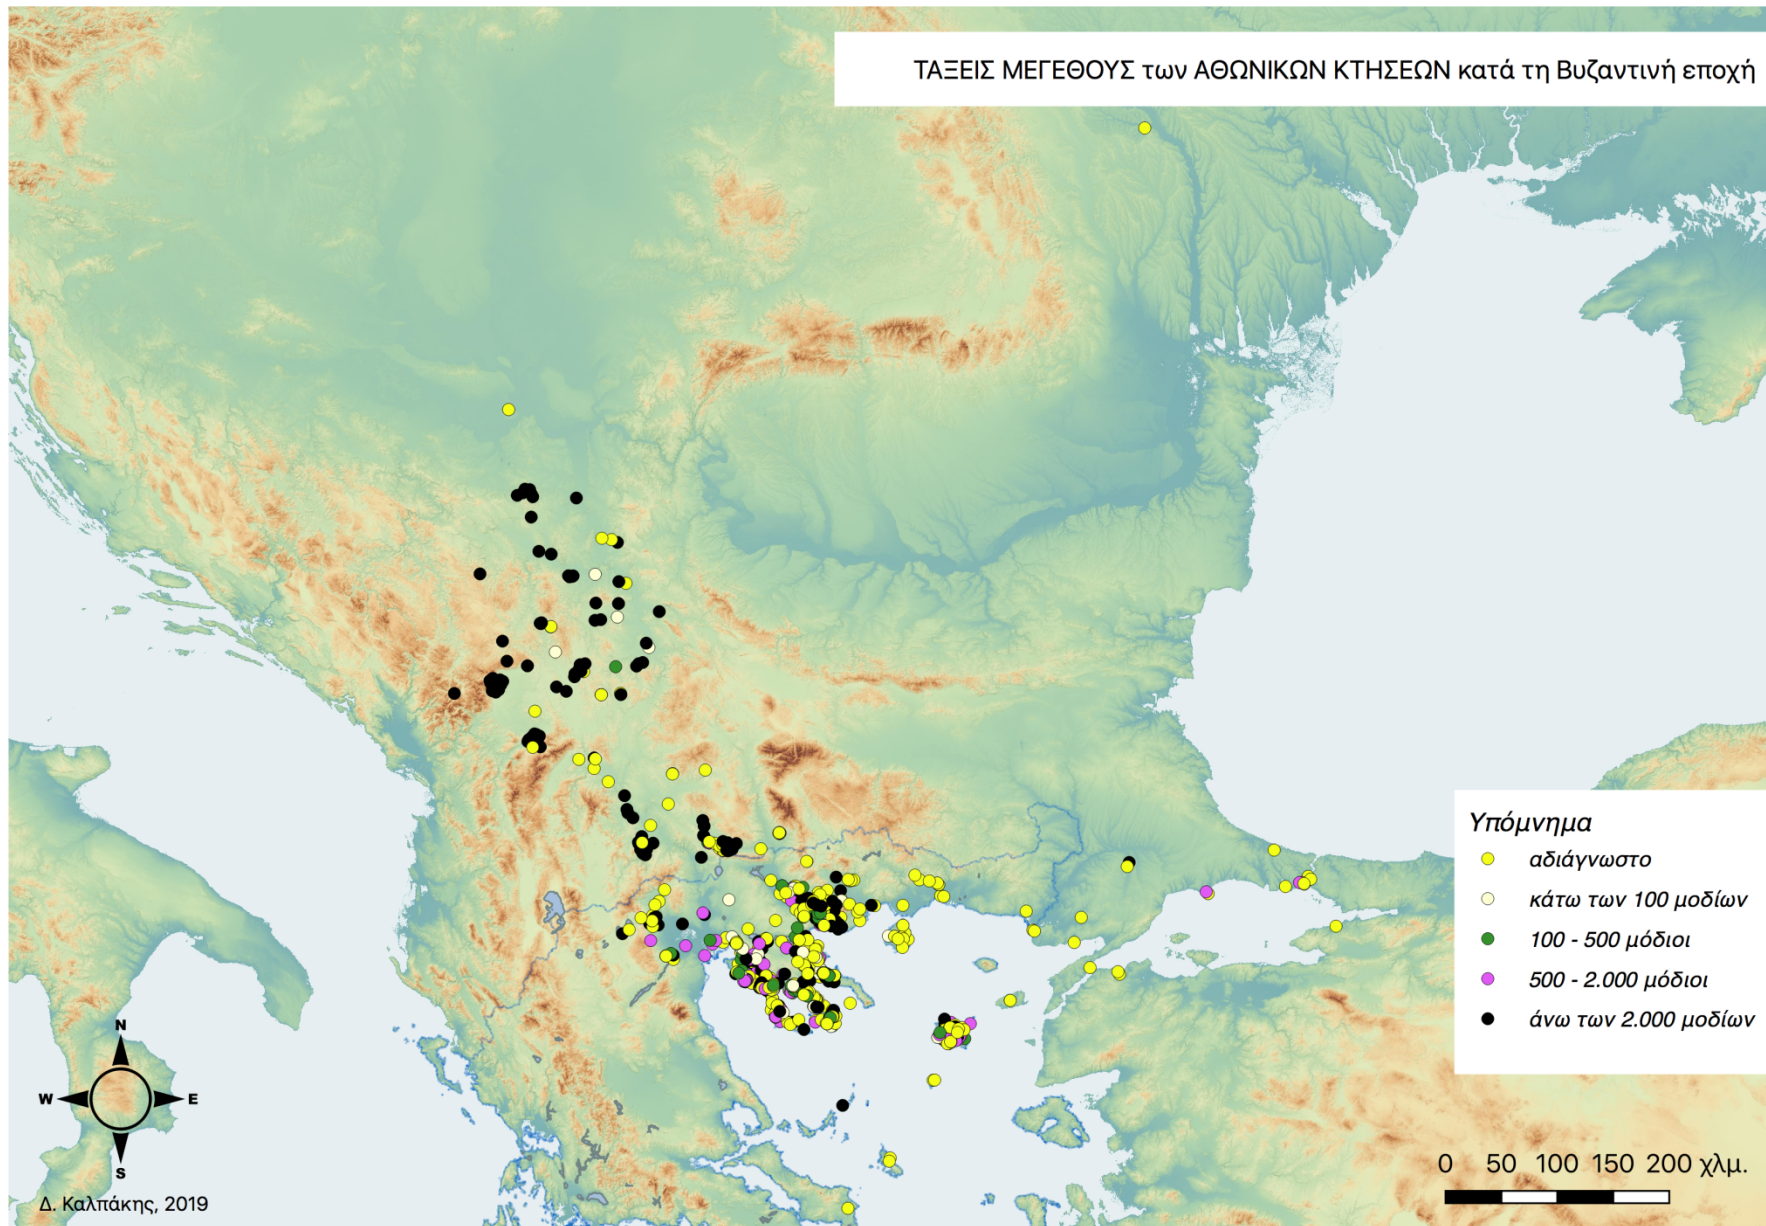 ΤΑΞΕΙΣ ΜΕΓΕΘΟΥΣ των ΑΘΩΝΙΚΩΝ ΚΤΗΣΕΩΝ κατά τη Βυζαντινή εποχή
Υπόμνημα
αδιάγνωστο
κάτω των 100 μοδίων
100 - 500 μόδιοι
500 - 2.000 μόδιοι
άνω των 2.000 μοδίων
N
W E
S
0 50 100 150 200 χλμ.
Δ. Καλπάκης, 2019